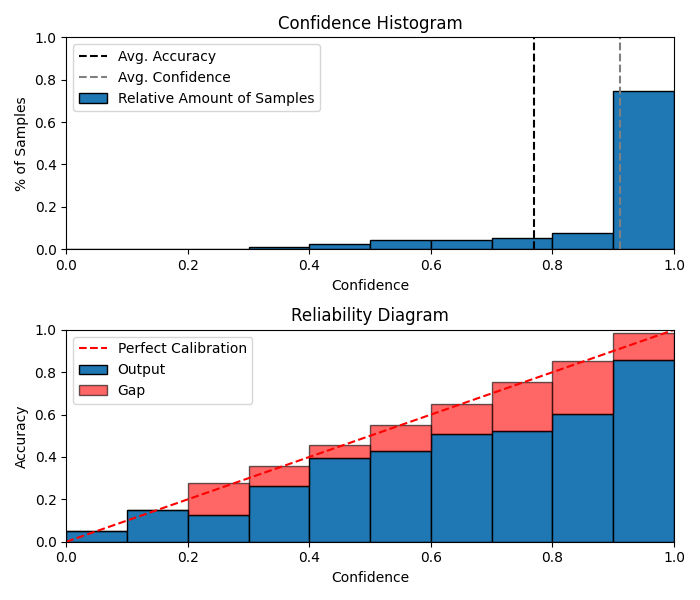 Confidence Histogram
1.0
0.8
0.6
0.4
0.2
0.0
% of Samples
Avg. Accuracy
Avg. Confidence
Relative Amount of Samples
0.0 0.2 0.4 0.6 0.8 1.0
Confidence
Reliability Diagram
1.0
0.8
0.6
0.4
0.2
0.0
Accuracy
Perfect Calibration
Output
Gap
0.0 0.2 0.4 0.6 0.8 1.0
Confidence